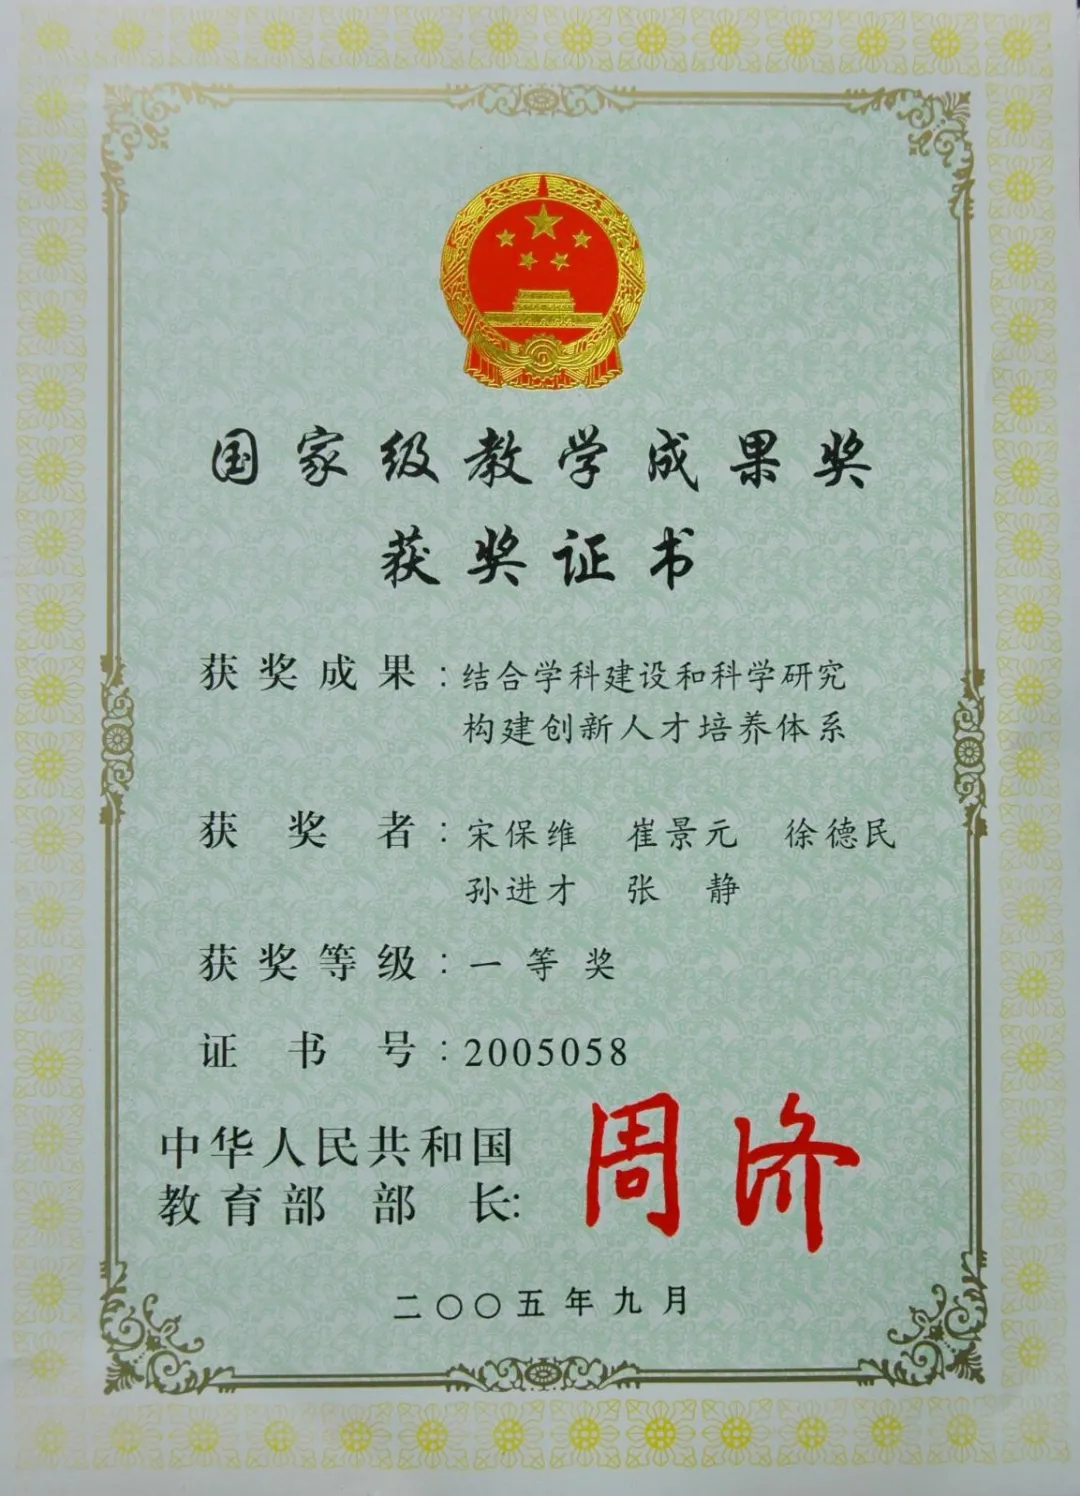 国家级教学成果奖
获奖证书
获奖成果:结合学科建设和科学研究
构建创新人才培养体系
获奖者:宋保维 崔景元 徐德民
孙进才 张静
获奖等级:一等奖
证书号:2005058
中华人民共和国
教育部部长:周济
二〇〇五年九月